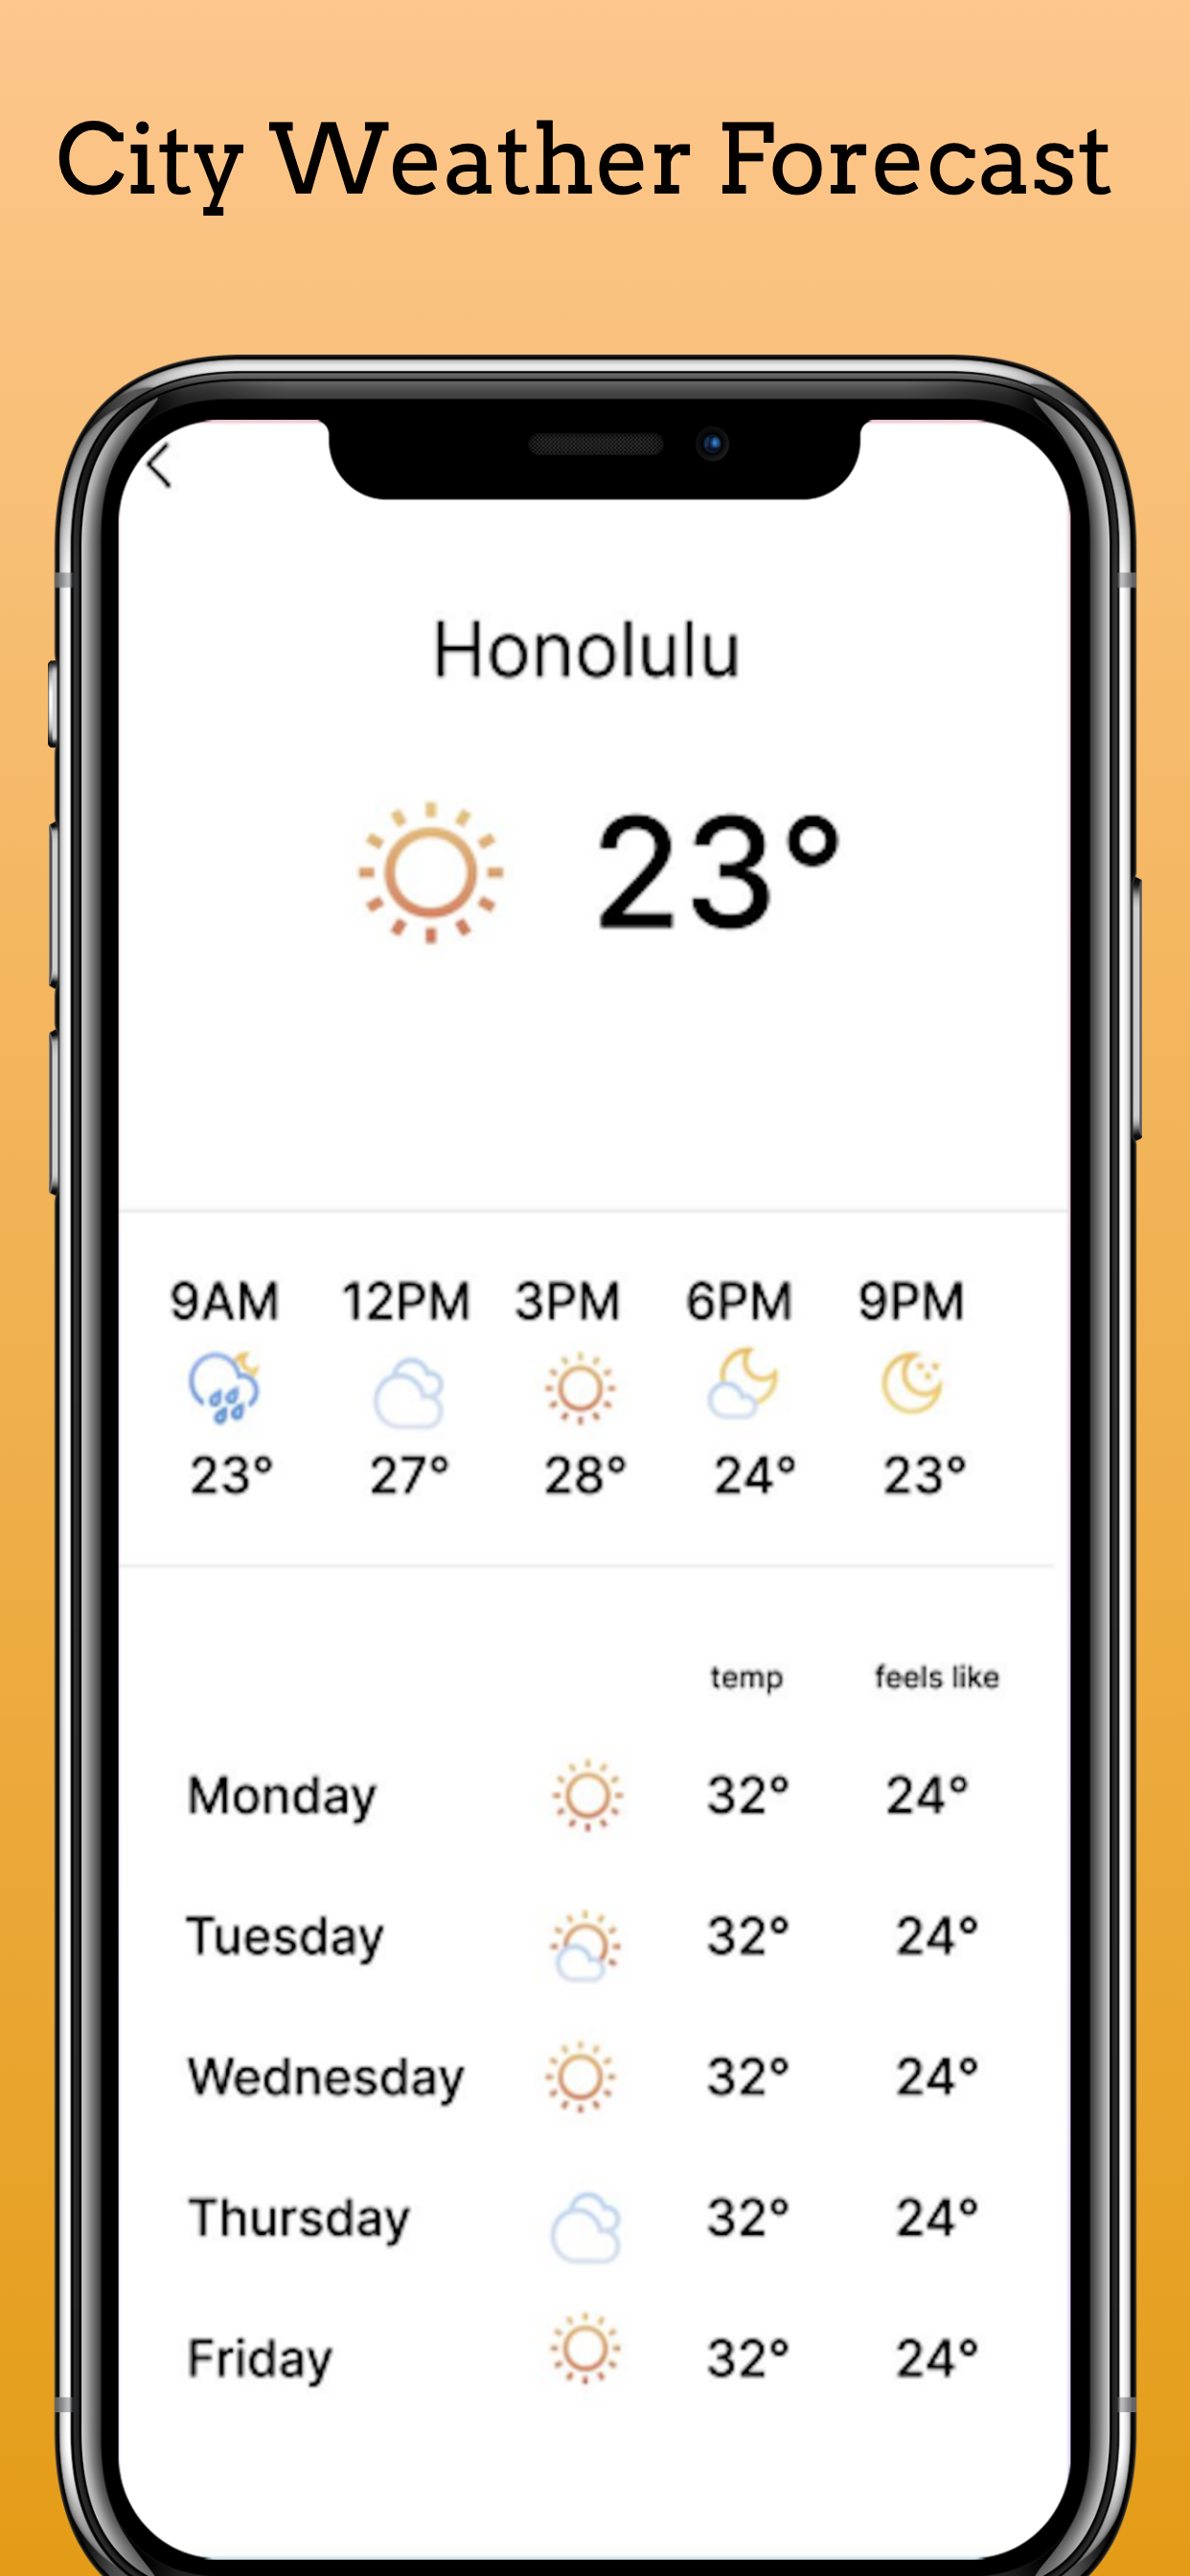 City Weather Forecast
Honolulu
23°
9AM 12PM 3PM 6PM 9PM
23° 27° 28° 24° 23°
temp feels like
Monday 32° 24°
Tuesday 32° 24°
Wednesday 32° 24°
Thursday 32° 24°
Friday 32° 24°